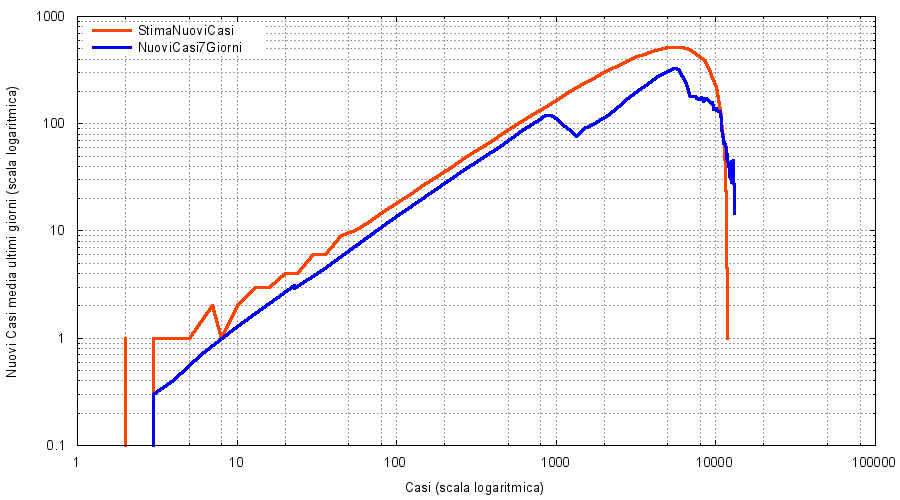 1000
100
10
1
0.1
1
10
100
1000
10000
100000
StimaNuoviCasi
NuoviCasi7Giorni
Nuovi Casi media ultimi giorni (scala logaritmica)
Casi (scala logaritmica)